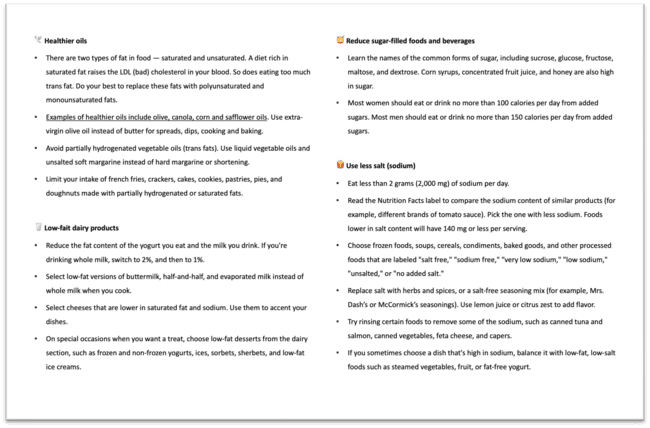 Healthier oils
There are two types of fat in food — saturated and unsaturated. A diet rich in
saturated fat raises the LDL (bad) cholesterol in your blood. So does eating too much
trans fat. Do your best to replace these fats with polyunsaturated and
monounsaturated fats.
Examples of healthier oils include olive, canola, corn and safflower oils. Use extra-
virgin olive oil instead of butter for spreads, dips, cooking and baking.
Avoid partially hydrogenated vegetable oils (trans fats). Use liquid vegetable oils and
unsalted soft margarine instead of hard margarine or shortening.
Limit your intake of french fries, crackers, cakes, cookies, pastries, pies, and
doughnuts made with partially hydrogenated or saturated fats.
Low-fait dairy products
Reduce the fat content of the yogurt you eat and the milk you drink. If you're
drinking whole milk, switch to 2%, and then to 1%.
Select low-fat versions of buttermilk, half-and-half, and evaporated milk instead of
whole milk when you cook.
Select cheeses that are lower in saturated fat and sodium. Use them to accent your
dishes.
On special occasions when you want a treat, choose low-fat desserts from the dairy
section, such as frozen and non-frozen yogurts, ices, sorbets, sherbets, and low-fat
ice creams.
Reduce sugar-filled foods and beverages
Learn the names of the common forms of sugar, including sucrose, glucose, fructose,
maltose, and dextrose. Corn syrups, concentrated fruit juice, and honey are also high
in sugar.
Most women should eat or drink no more than 100 calories per day from added
sugars. Most men should eat or drink no more than 150 calories per day from added
sugars.
Use less salt (sodium)
Eat less than 2 grams (2,000 mg) of sodium per day.
Read the Nutrition Facts label to compare the sodium content of similar products (for
example, different brands of tomato sauce). Pick the one with less sodium. Foods
lower in salt content will have 140 mg or less per serving.
Choose frozen foods, soups, cereals, condiments, baked goods, and other processed
foods that are labeled "salt free," "sodium free," "very low sodium," "low sodium,"
"unsalted," or "no added salt."
Replace salt with herbs and spices, or a salt-free seasoning mix (for example, Mrs.
Dash's or McCormick's seasonings). Use lemon juice or citrus zest to add flavor.
Try rinsing certain foods to remove some of the sodium, such as canned tuna and
salmon, canned vegetables, feta cheese, and capers.
If you sometimes choose a dish that's high in sodium, balance it with low-fat, low-salt
foods such as steamed vegetables, fruit, or fat-free yogurt.